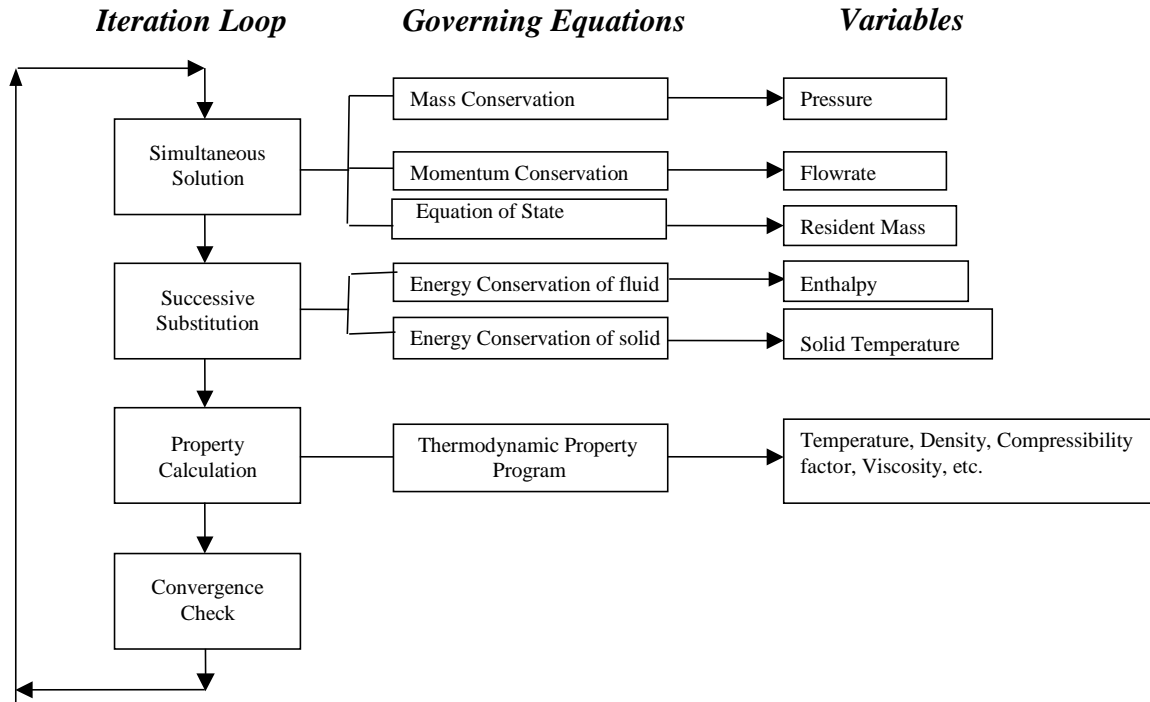 Iteration Loop
Governing Equations
Variables
Mass Conservation
Pressure
Simultaneous
Solution
Momentum Conservation
Flowrate
Equation of State
Resident Mass
Successive
Substitution
Energy Conservation of fluid
Enthalpy
Energy Conservation of solid
Solid Temperature
Property
Calculation
Thermodynamic Property
Program
Temperature, Density, Compressibility
factor, Viscosity, etc.
Convergence
Check